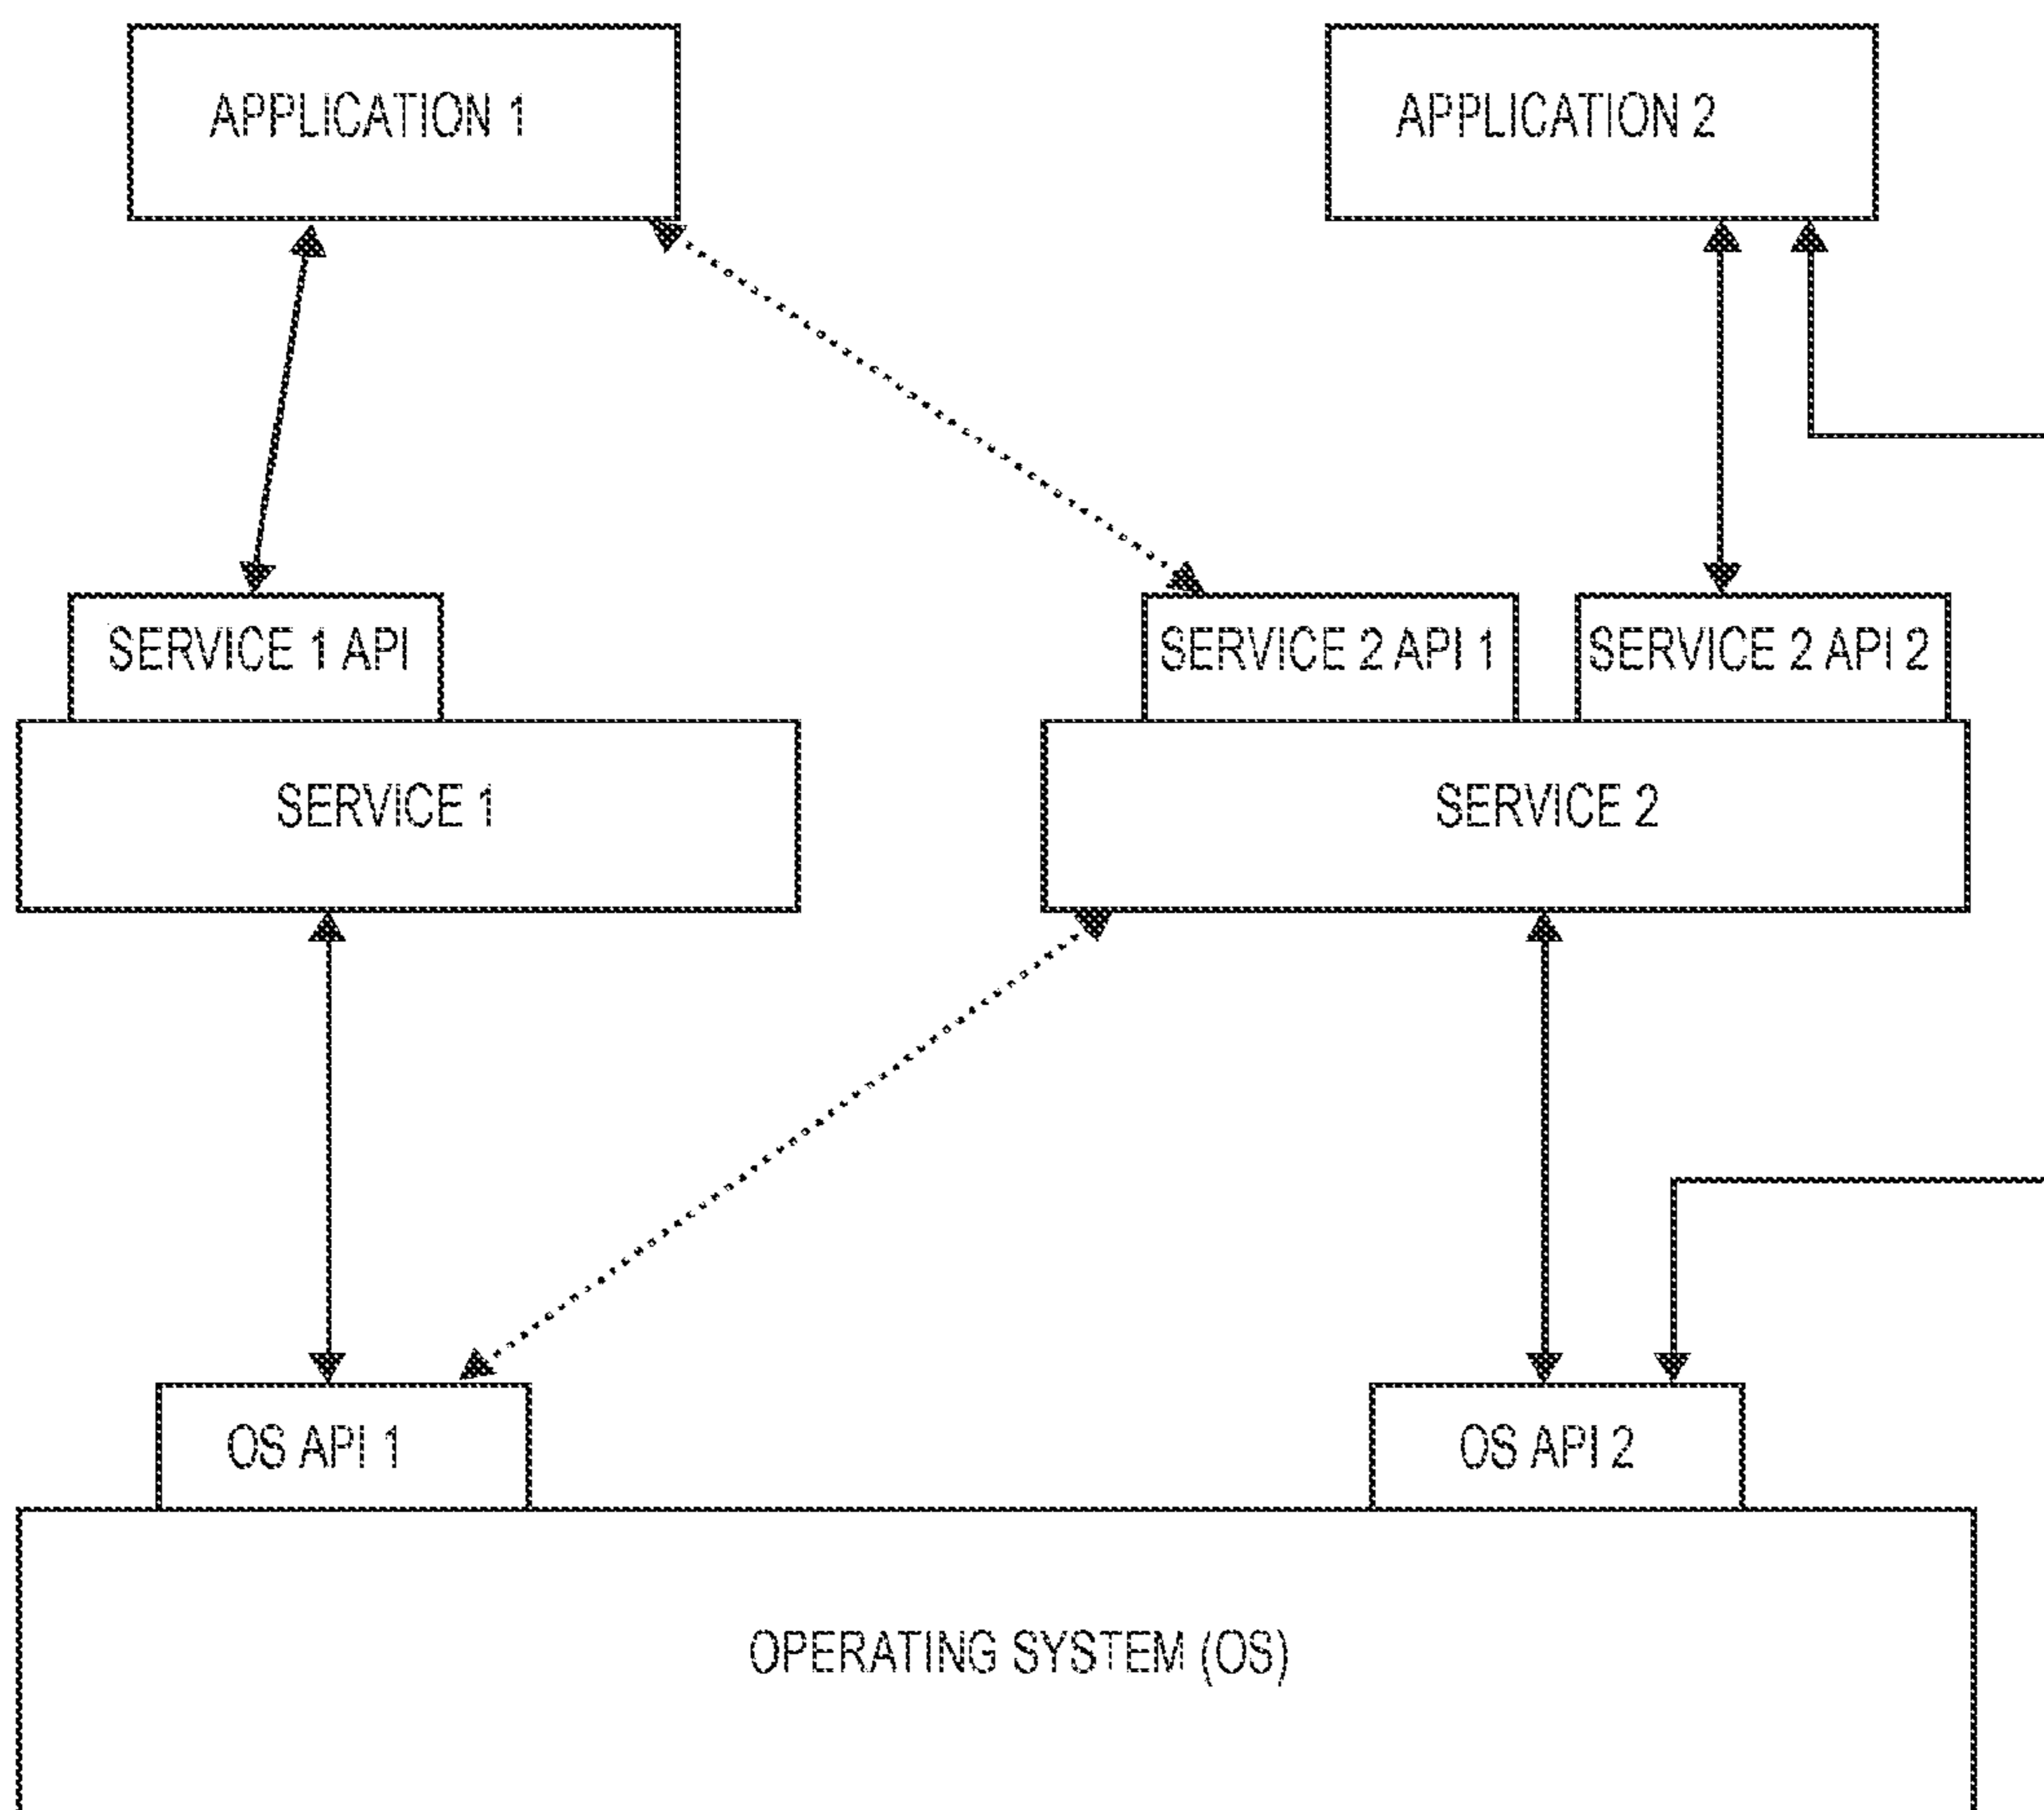 APPLICATION 1
APPLICATION 2
SERVICE 1 API
SERVICE 2 API 1
SERVICE 2 API 2
SERVICE 1
SERVICE 2
OS API 1
OS API 2
OPERATING SYSTEM (OS)